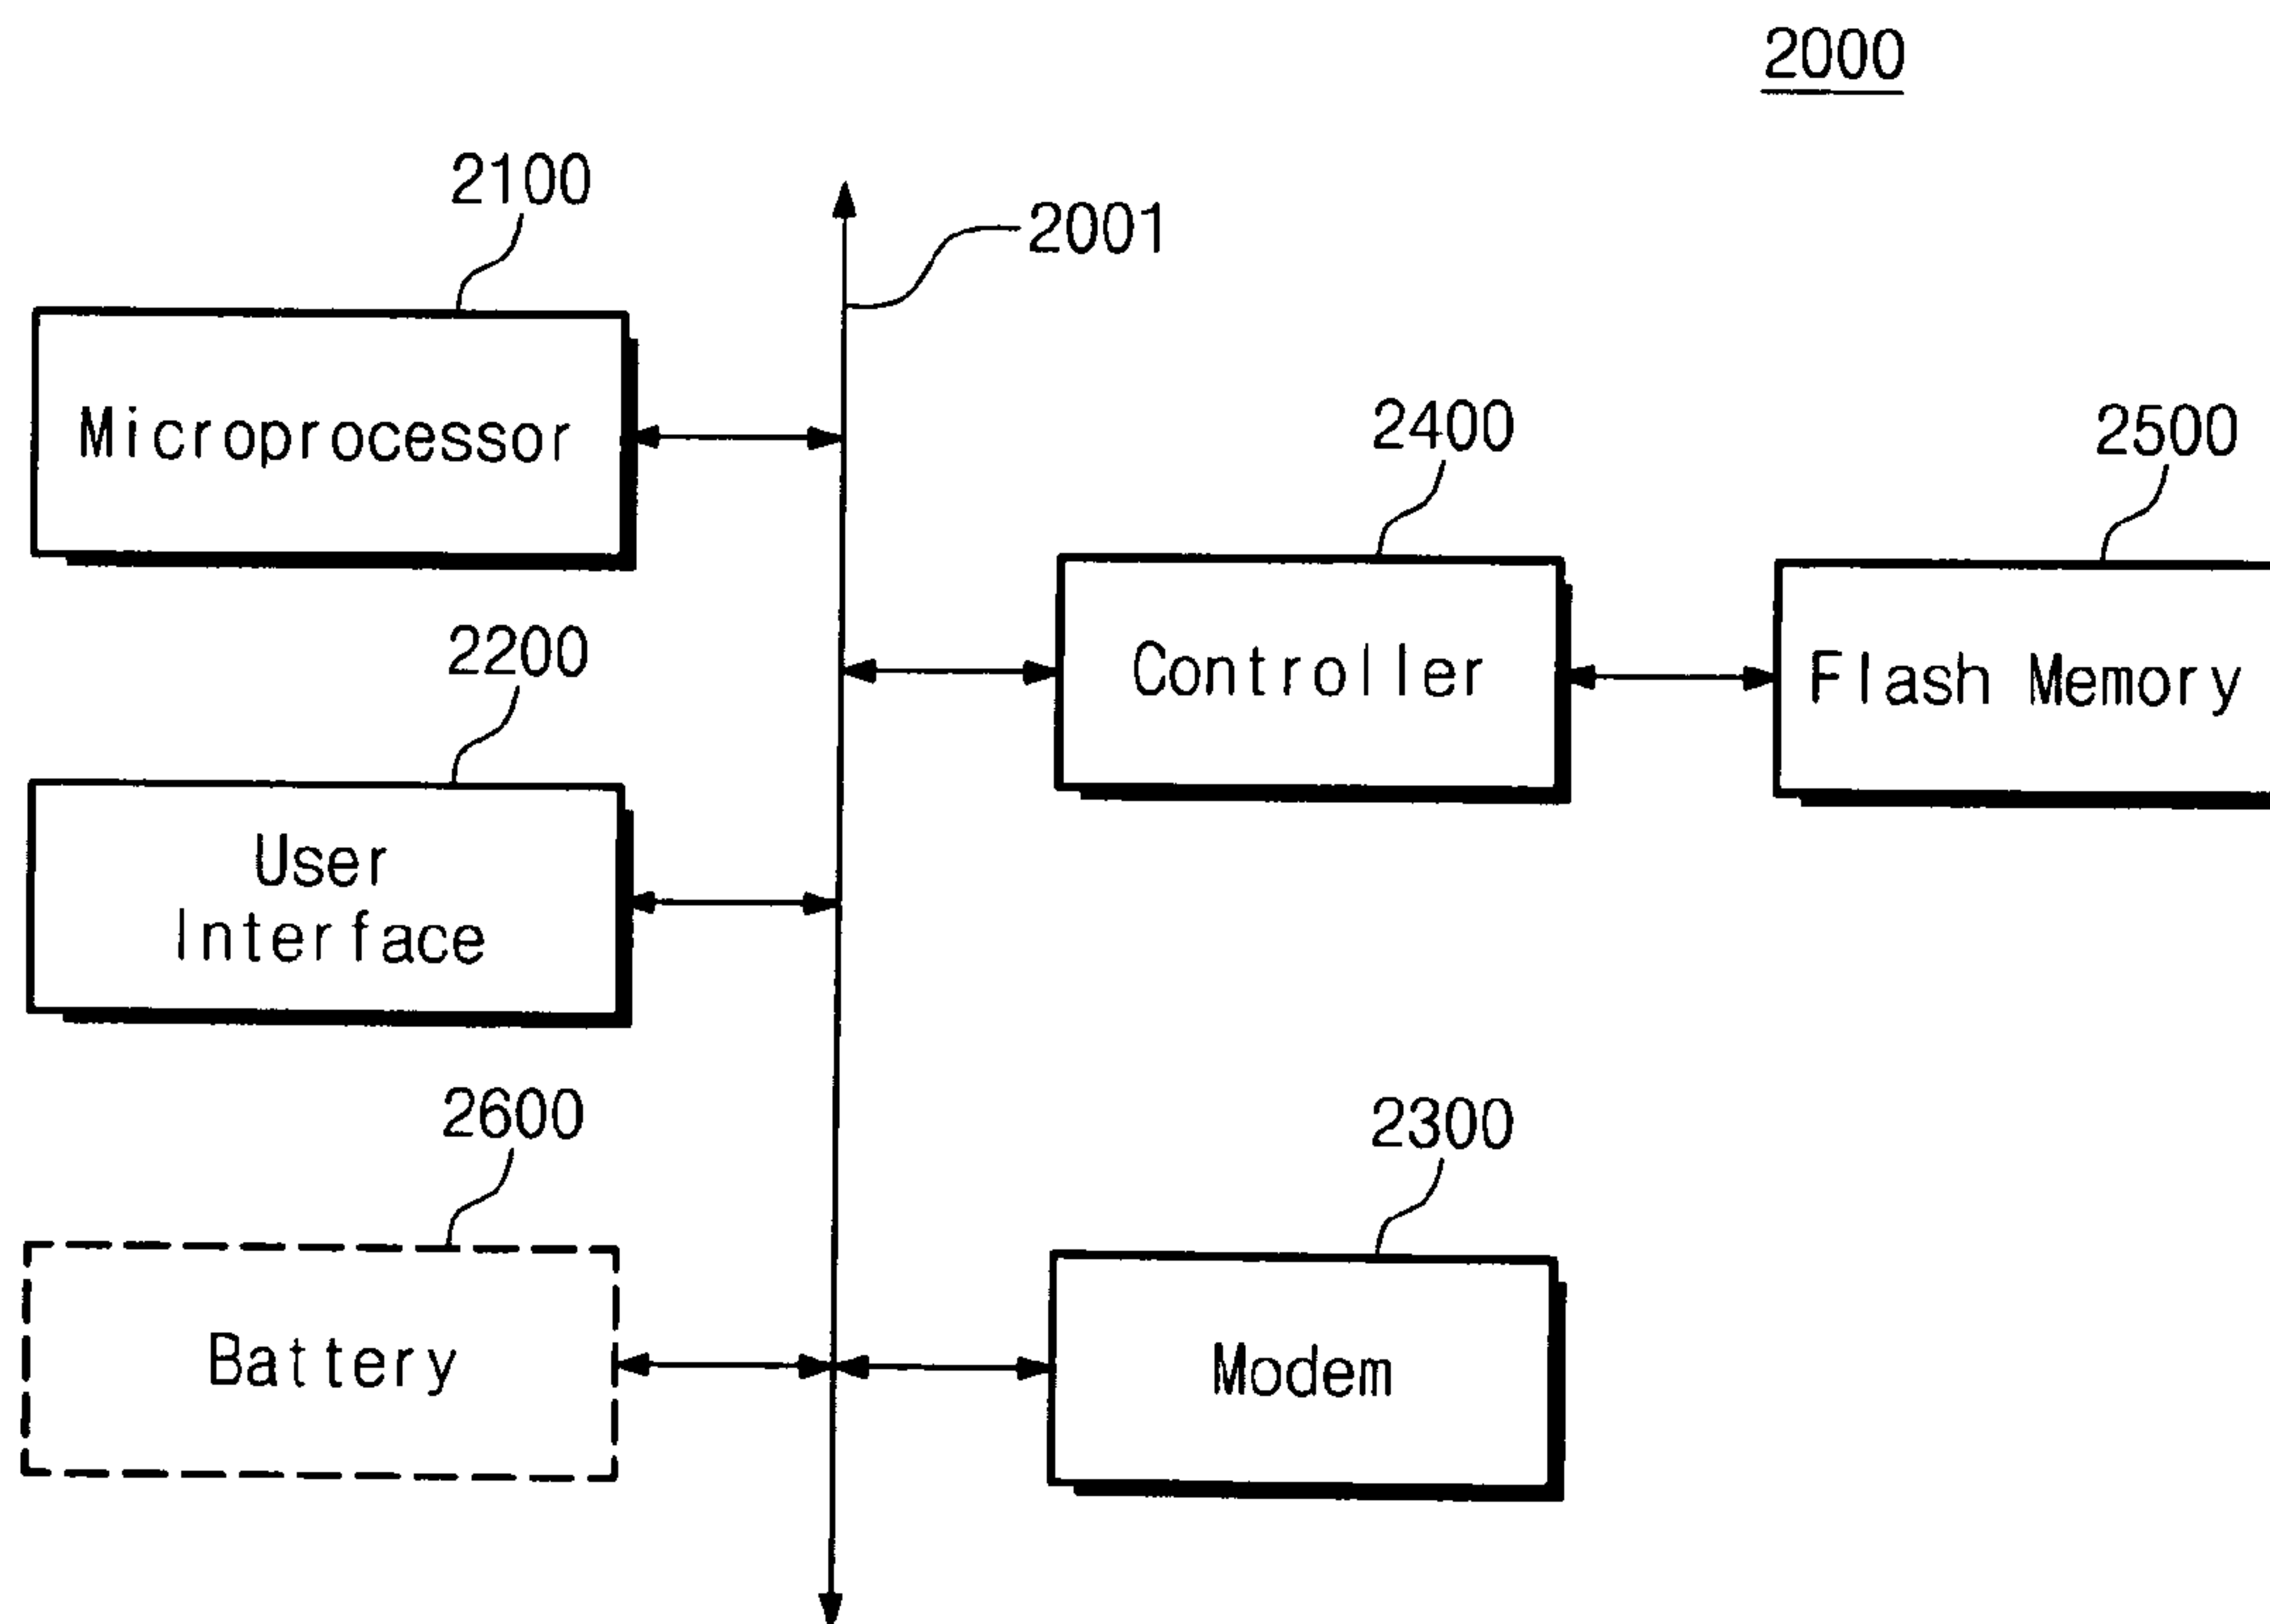 2000
2100
2001
Microprocessor
2400
2500
2200
Controller
Flash Memory
User
Interface
2600
2300
Battery
Modem